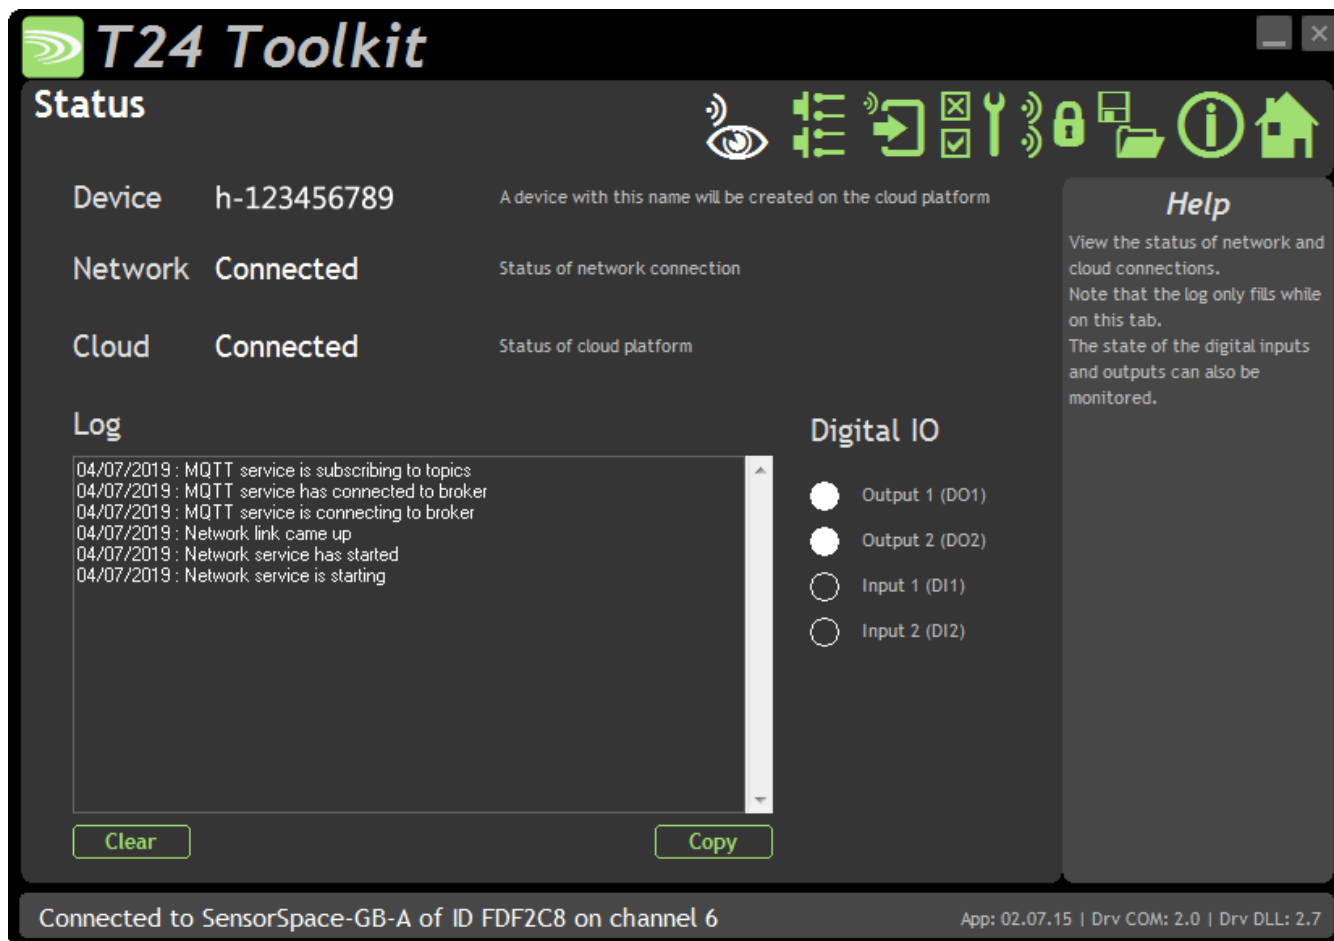 T24 Toolkit
Status
Device h-123456789 A device with this name will be created on the cloud platform
Network Connected Status of network connection
Cloud Connected Status of cloud platform
Log
04/07/2019 : MQTT service is subscribing to topics
04/07/2019 : MQTT service has connected to broker
04/07/2019 : MQTT service is connecting to broker
04/07/2019 : Network link came up
04/07/2019 : Network service has started
04/07/2019 : Network service is starting
Clear
Copy
Digital IO
Output 1 (DO1)
Output 2 (DO2)
Input 1 (DI1)
Input 2 (DI2)
Help
View the status of network and
cloud connections.
Note that the log only fills while
on this tab.
The state of the digital inputs
and outputs can also be
monitored.
Connected to SensorSpace-GB-A of ID FDF2C8 on channel 6
App: 02.07.15 | Drv COM: 2.0 | Drv DLL: 2.7